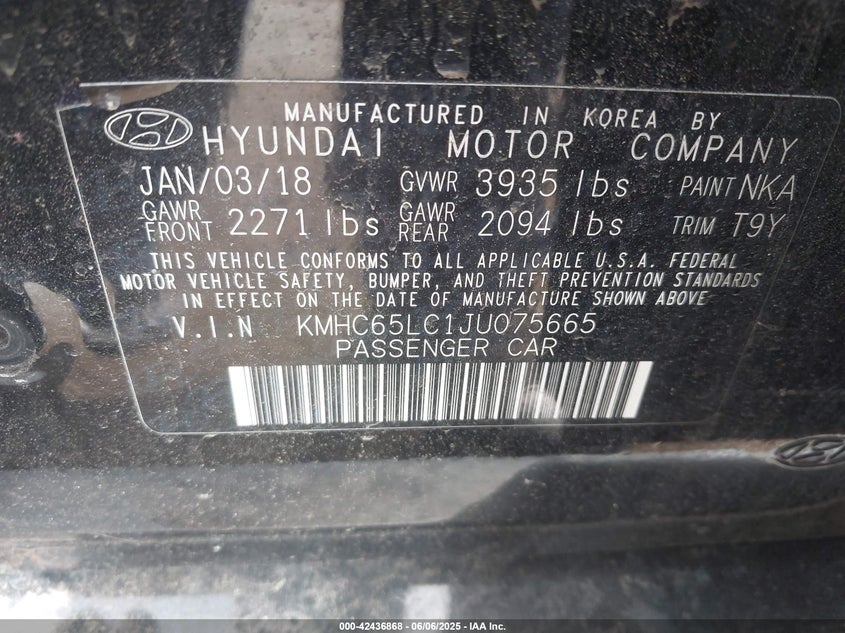 MANUFACTURED IN KOREA BY
HYUNDAI MOTOR COMPANY
JAN/03/18 GVWR 3935 lbs PAINT NKA
GAWR FRONT 2271 lbs GAWR REAR 2094 lbs TRIM T9Y
THIS VEHICLE CONFORMS TO ALL APPLICABLE U.S.A. FEDERAL
MOTOR VEHICLE SAFETY, BUMPER, AND THEFT PREVENTION STANDARDS
IN EFFECT ON THE DATE OF MANUFACTURE SHOWN ABOVE
V.I.N KMHC65LC1JU075665
PASSENGER CAR
000-42436868 - 06/06/2025 - IAA Inc.